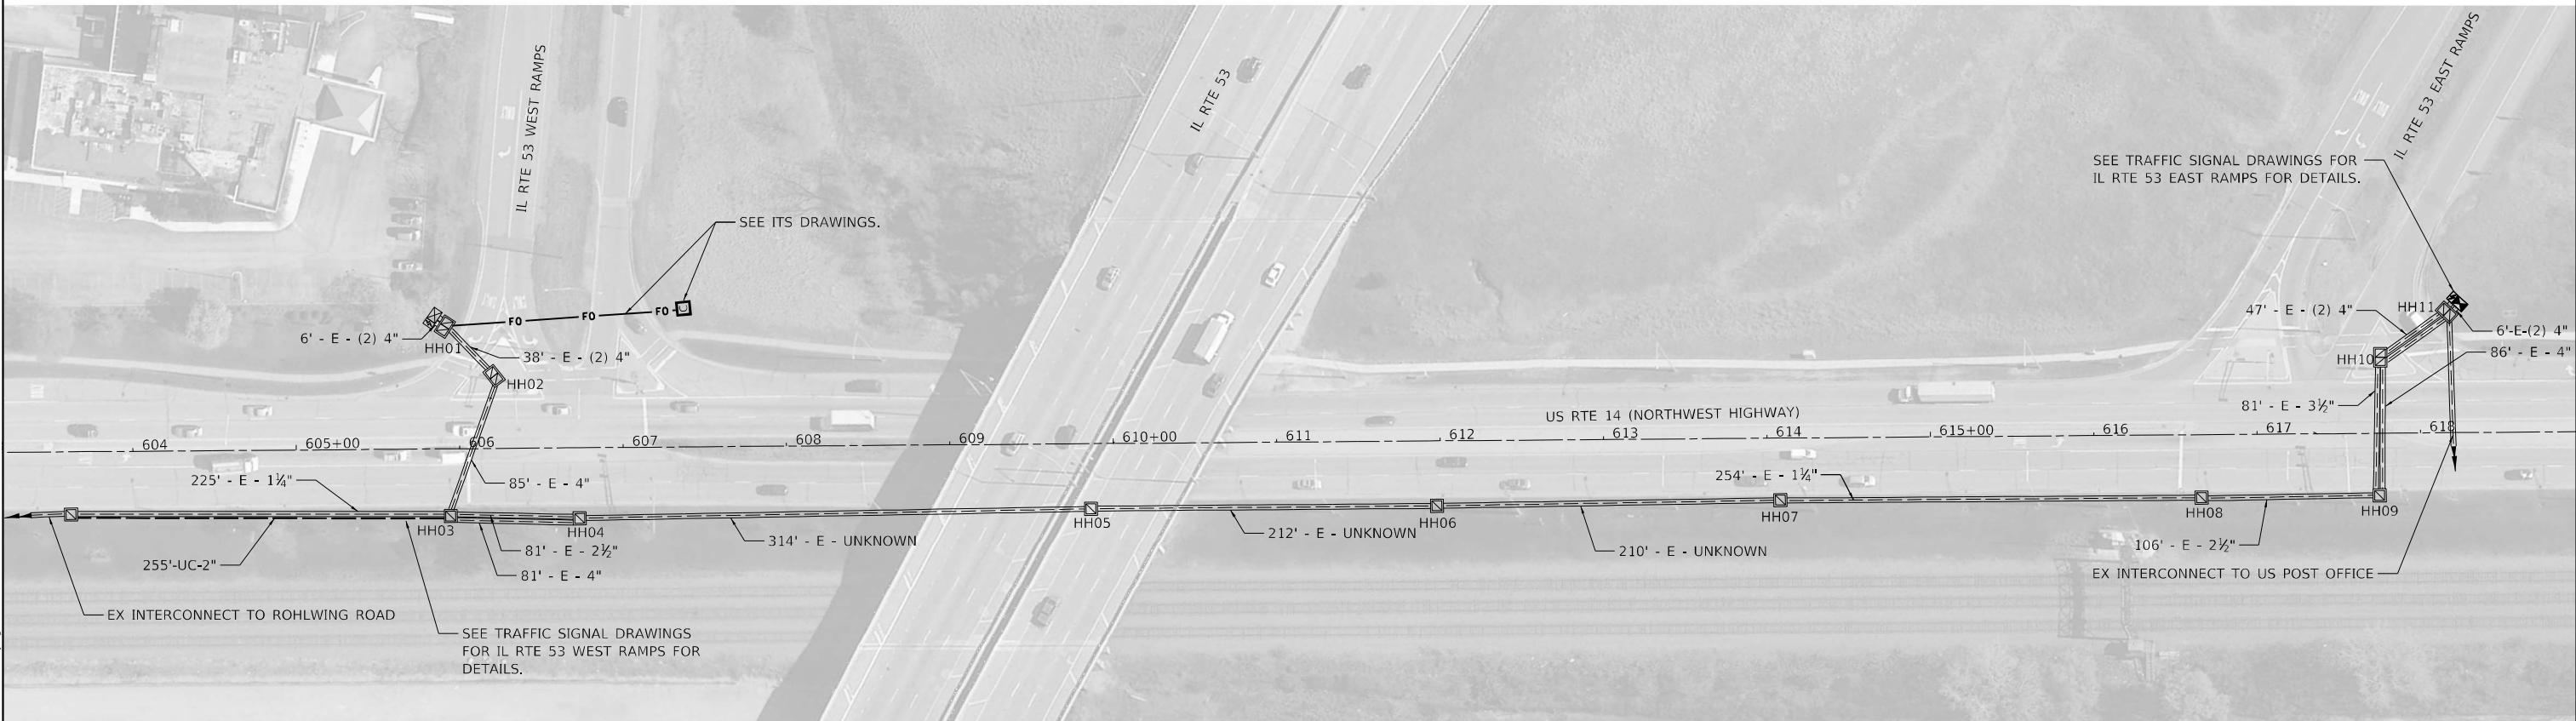 IL RTE 53 WEST RAMPS
IL RTE 53
IL RTE 53 EAST RAMPS
SEE TRAFFIC SIGNAL DRAWINGS FOR
IL RTE 53 EAST RAMPS FOR DETAILS.
SEE ITS DRAWINGS.
FO FO FO
6' - E - (2) 4"
HH01
38' - E - (2) 4"
HH02
47' - E - (2) 4"
HH11
6'-E-(2) 4"
HH10
86' - E - 4"
81' - E - 3½"
US RTE 14 (NORTHWEST HIGHWAY)
604 605+00 606 607 608 609 610+00 611 612 613 614 615+00 616 617 618
225' - E - 1¼"
85' - E - 4"
254' - E - 1¼"
HH03
HH04
HH05
HH06
HH07
HH08
HH09
81' - E - 2½"
81' - E - 4"
314' - E - UNKNOWN
212' - E - UNKNOWN
210' - E - UNKNOWN
106' - E - 2½"
255'-UC-2"
EX INTERCONNECT TO US POST OFFICE
EX INTERCONNECT TO ROHLWING ROAD
SEE TRAFFIC SIGNAL DRAWINGS
FOR IL RTE 53 WEST RAMPS FOR
DETAILS.